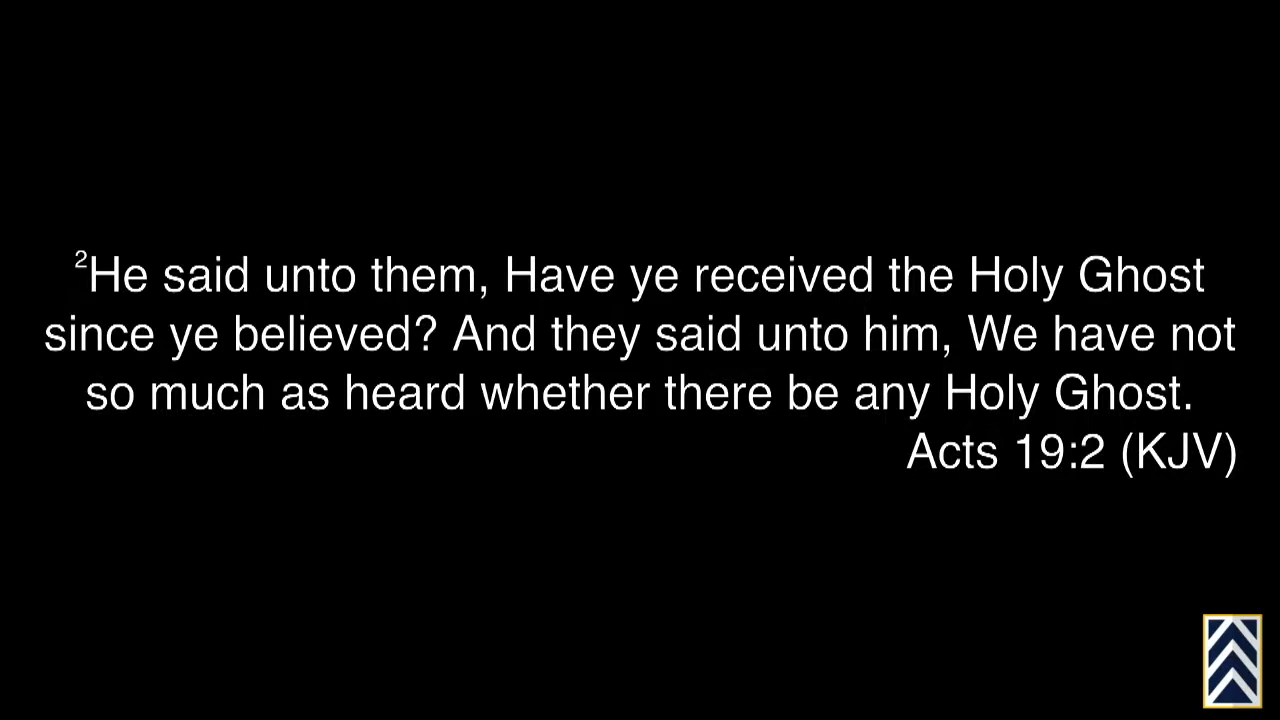 ²He said unto them, Have ye received the Holy Ghost
since ye believed? And they said unto him, We have not
so much as heard whether there be any Holy Ghost.
Acts 19:2 (KJV)